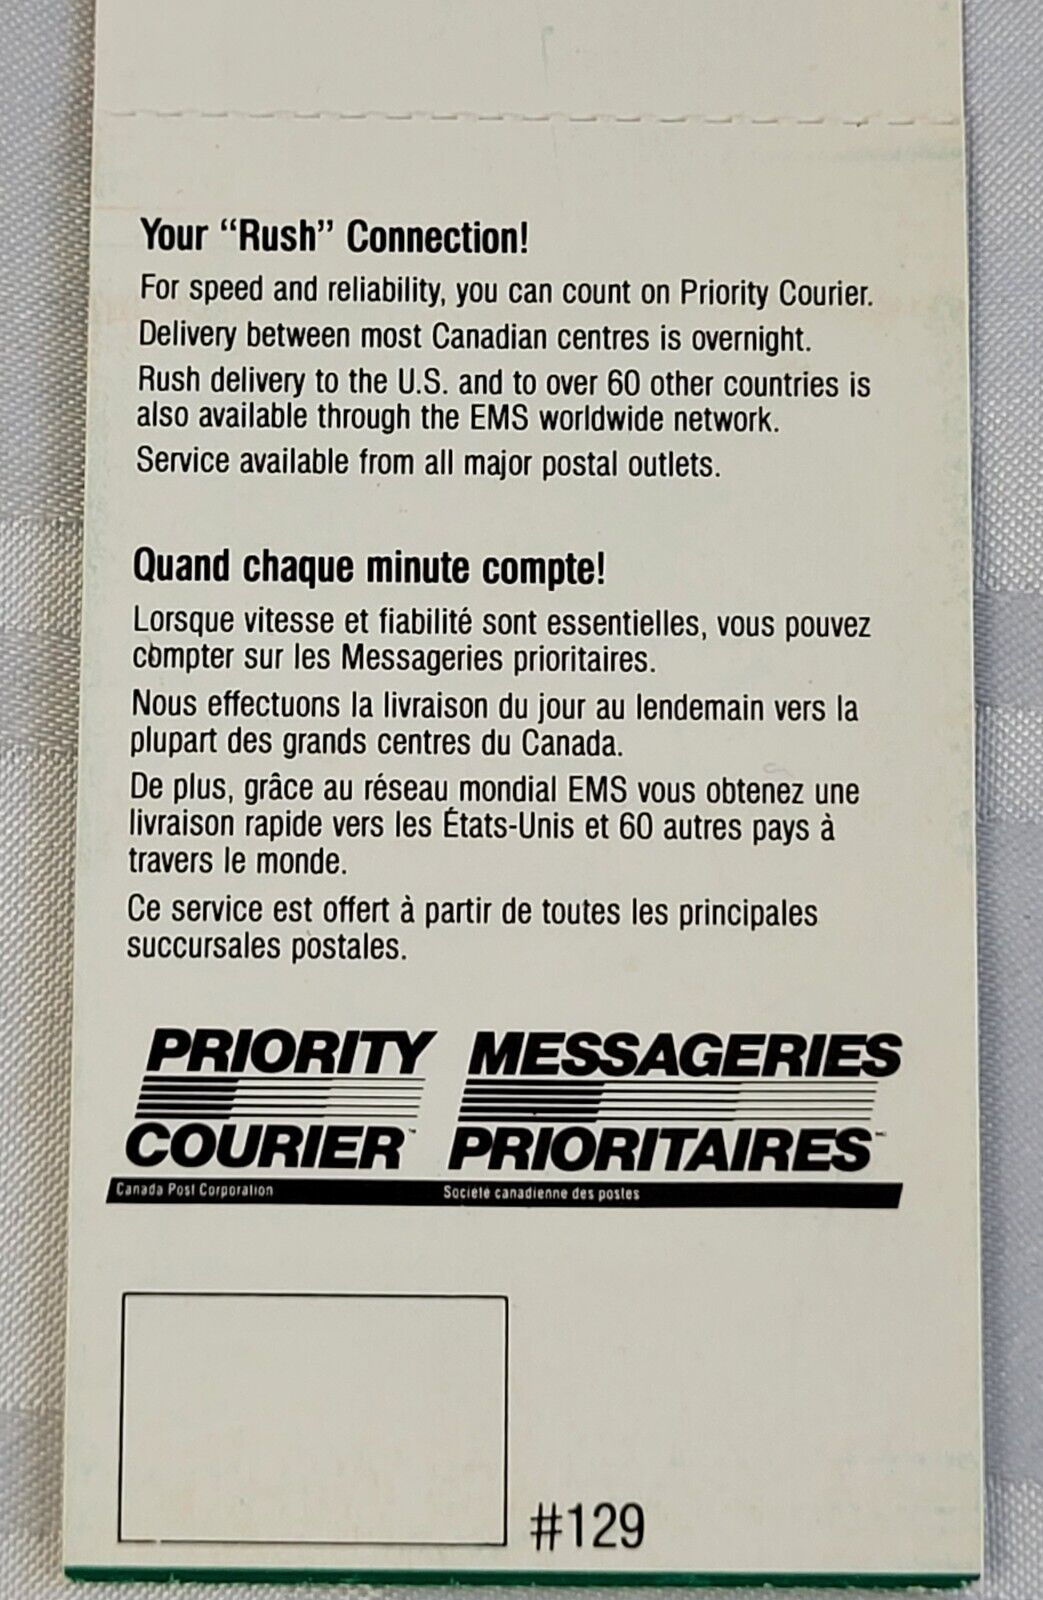 Your “Rush” Connection!
For speed and reliability, you can count on Priority Courier.
Delivery between most Canadian centres is overnight.
Rush delivery to the U.S. and to over 60 other countries is
also available through the EMS worldwide network.
Service available from all major postal outlets.
Quand chaque minute compte!
Lorsque vitesse et fiabilité sont essentielles, vous pouvez
compter sur les Messageries prioritaires.
Nous effectuons la livraison du jour au lendemain vers la
plupart des grands centres du Canada.
De plus, grâce au réseau mondial EMS vous obtenez une
livraison rapide vers les États-Unis et 60 autres pays à
travers le monde.
Ce service est offert à partir de toutes les principales
succursales postales.
PRIORITY
COURIER™
Canada Post Corporation
MESSAGERIES
PRIORITAIRES™
Société canadienne des postes
#129